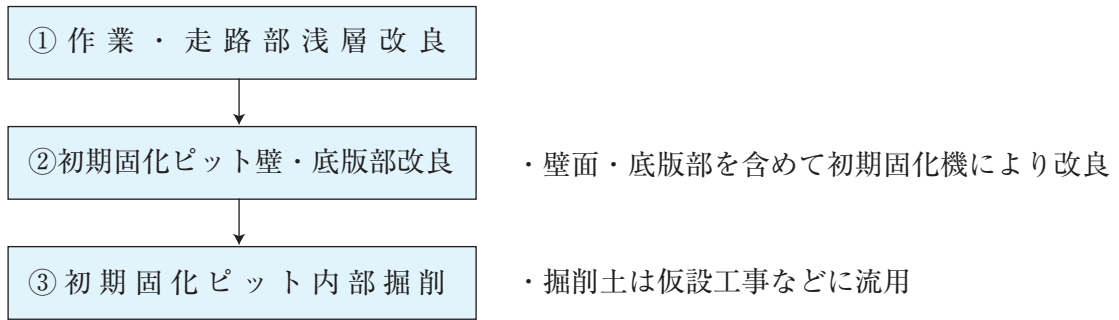 ①作業・走路部浅層改良
②初期固化ピット壁・底版部改良
・壁面・底版部を含めて初期固化機により改良
③初期固化ピット内部掘削
・掘削土は仮設工事などに流用